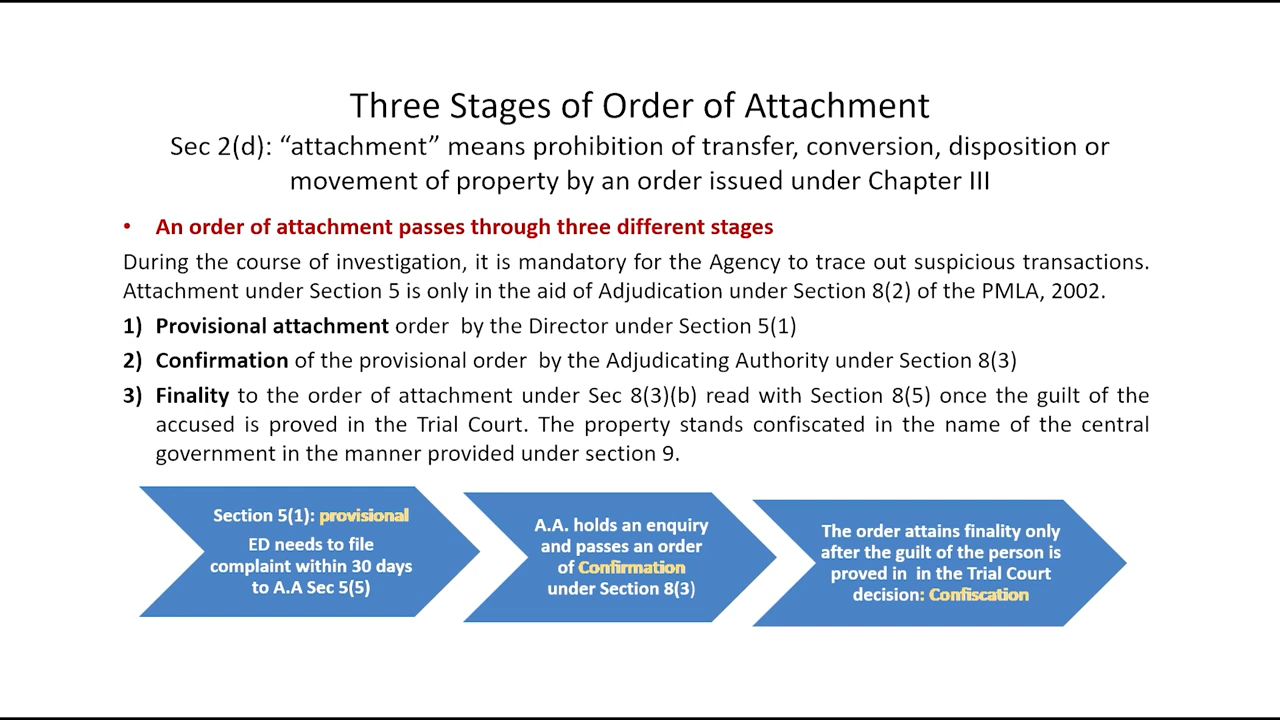 Three Stages of Order of Attachment
Sec 2(d): “attachment” means prohibition of transfer, conversion, disposition or
movement of property by an order issued under Chapter III
• An order of attachment passes through three different stages
During the course of investigation, it is mandatory for the Agency to trace out suspicious transactions.
Attachment under Section 5 is only in the aid of Adjudication under Section 8(2) of the PMLA, 2002.
1) Provisional attachment order by the Director under Section 5(1)
2) Confirmation of the provisional order by the Adjudicating Authority under Section 8(3)
3) Finality to the order of attachment under Sec 8(3)(b) read with Section 8(5) once the guilt of the
accused is proved in the Trial Court. The property stands confiscated in the name of the central
government in the manner provided under section 9.
Section 5(1): provisional
ED needs to file
complaint within 30 days
to A.A Sec 5(5)
A.A. holds an enquiry
and passes an order
of Confirmation
under Section 8(3)
The order attains finality only
after the guilt of the person is
proved in in the Trial Court
decision: Confiscation